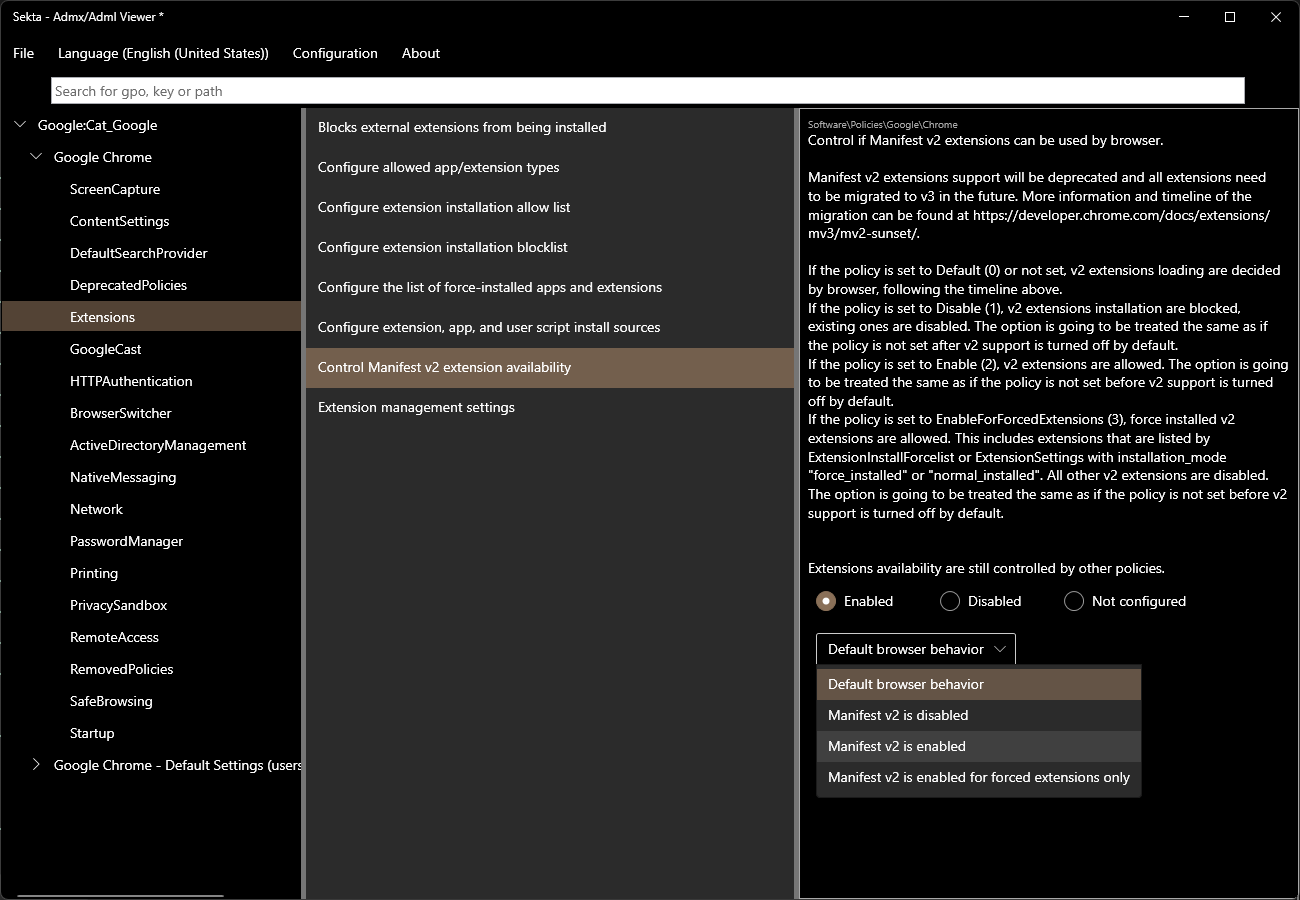 Sekta - Admx/Adml Viewer *
File Language (English (United States)) Configuration About
Search for gpo, key or path
Google:Cat_Google
Google Chrome
ScreenCapture
ContentSettings
DefaultSearchProvider
DeprecatedPolicies
Extensions
GoogleCast
HTTPAuthentication
BrowserSwitcher
ActiveDirectoryManagement
NativeMessaging
Network
PasswordManager
Printing
PrivacySandbox
RemoteAccess
RemovedPolicies
SafeBrowsing
Startup
Google Chrome - Default Settings (users
Blocks external extensions from being installed
Configure allowed app/extension types
Configure extension installation allow list
Configure extension installation blocklist
Configure the list of force-installed apps and extensions
Configure extension, app, and user script install sources
Control Manifest v2 extension availability
Extension management settings
Software\Policies\Google\Chrome
Control if Manifest v2 extensions can be used by browser.
Manifest v2 extensions support will be deprecated and all extensions need
to be migrated to v3 in the future. More information and timeline of the
migration can be found at https://developer.chrome.com/docs/extensions/
mv3/mv2-sunset/.
If the policy is set to Default (0) or not set, v2 extensions loading are decided
by browser, following the timeline above.
If the policy is set to Disable (1), v2 extensions installation are blocked,
existing ones are disabled. The option is going to be treated the same as if
the policy is not set after v2 support is turned off by default.
If the policy is set to Enable (2), v2 extensions are allowed. The option is going
to be treated the same as if the policy is not set before v2 support is turned
off by default.
If the policy is set to EnableForForcedExtensions (3), force installed v2
extensions are allowed. This includes extensions that are listed by
ExtensionInstallForcelist or ExtensionSettings with installation_mode
"force_installed" or "normal_installed". All other v2 extensions are disabled.
The option is going to be treated the same as if the policy is not set before v2
support is turned off by default.
Extensions availability are still controlled by other policies.
Enabled Disabled Not configured
Default browser behavior
Default browser behavior
Manifest v2 is disabled
Manifest v2 is enabled
Manifest v2 is enabled for forced extensions only